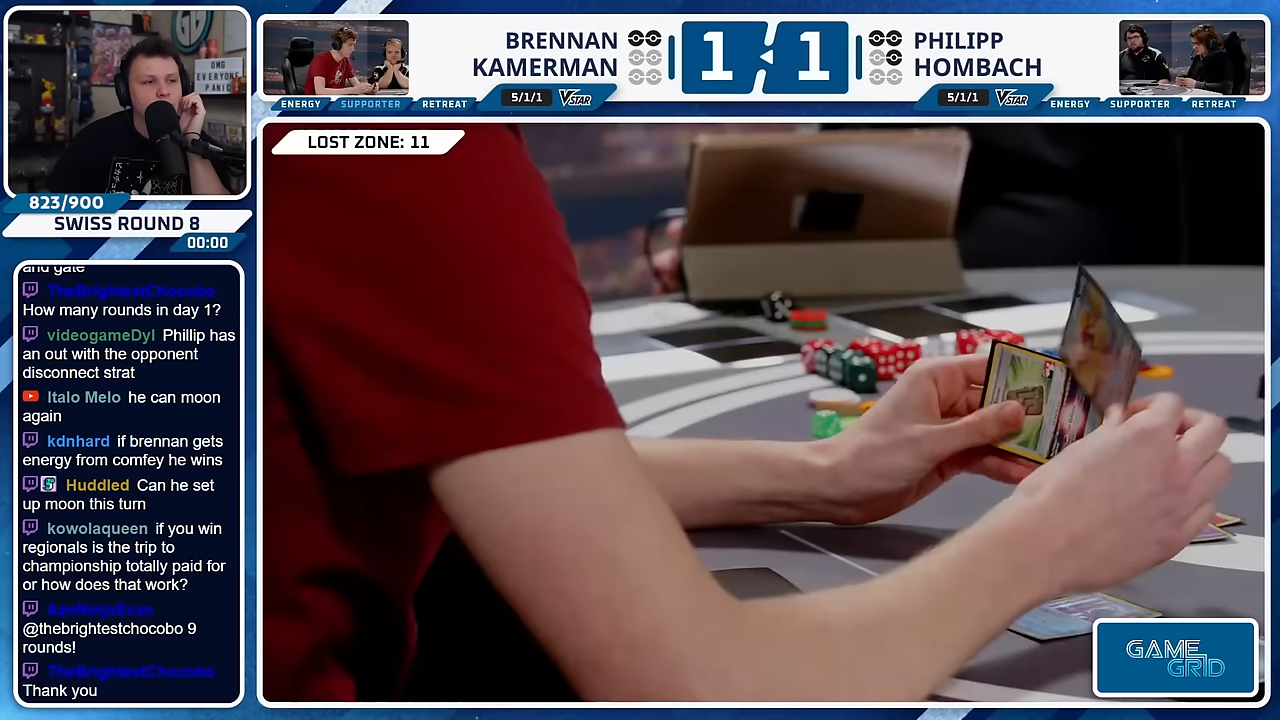 OMG
EVERYONE
PANIC
BRENNAN
KAMERMAN
1
1
PHILIPP
HOMBACH
ENERGY
SUPPORTER
RETREAT
5/1/1
VSTAR
5/1/1
VSTAR
ENERGY
SUPPORTER
RETREAT
LOST ZONE: 11
823/900
SWISS ROUND 8
00:00
and gate
TheBrightestChocobo
How many rounds in day 1?
videogameDyl Phillip has
an out with the opponent
disconnect strat
Italo Melo he can moon
again
kdnhard if brennan gets
energy from comfey he wins
Huddled Can he set
up moon this turn
kowolaqueen if you win
regionals is the trip to
championship totally paid for
or how does that work?
AznNinjaEvan
@thebrightestchocobo 9
rounds!
TheBrightestChocobo
Thank you
GAME
GRID